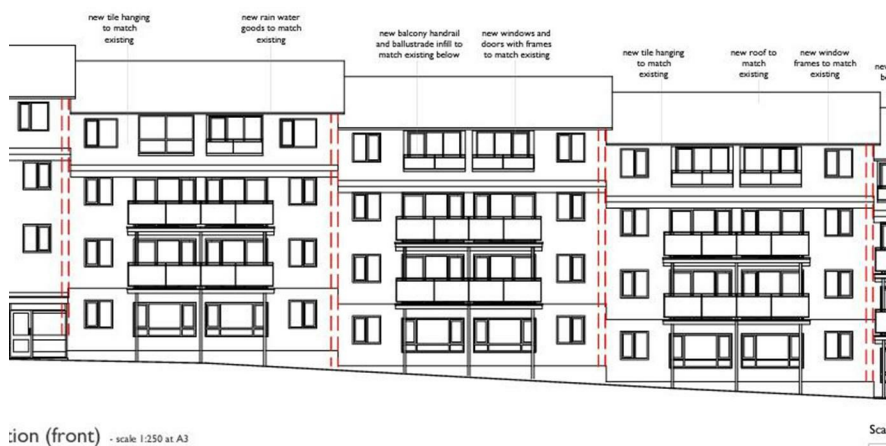 new tile hanging
to match
existing
new rain water
goods to match
existing
new balcony handrail
and ballustrade infill to
match existing below
new windows and
doors with frames
to match existing
new tile hanging
to match
existing
new roof to
match
existing
new window
frames to match
existing
tion (front) - scale 1:250 at A3